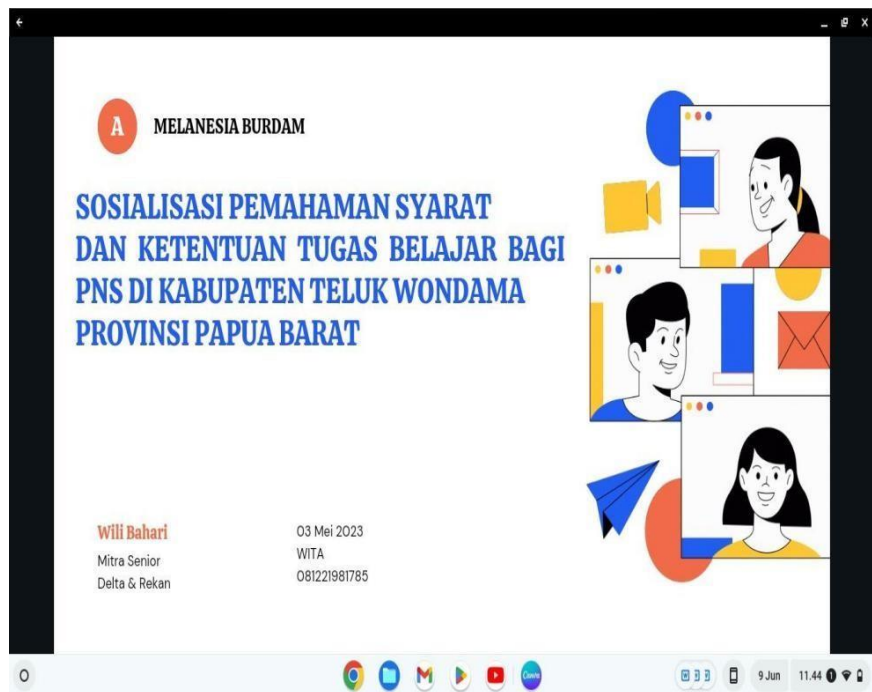 A
MELANESIA BURDAM
SOSIALISASI PEMAHAMAN SYARAT
DAN KETENTUAN TUGAS BELAJAR BAGI
PNS DI KABUPATEN TELUK WONDAMA
PROVINSI PAPUA BARAT
Wili Bahari
Mitra Senior
Delta & Rekan
03 Mei 2023
WITA
081221981785
9 Jun 11.44